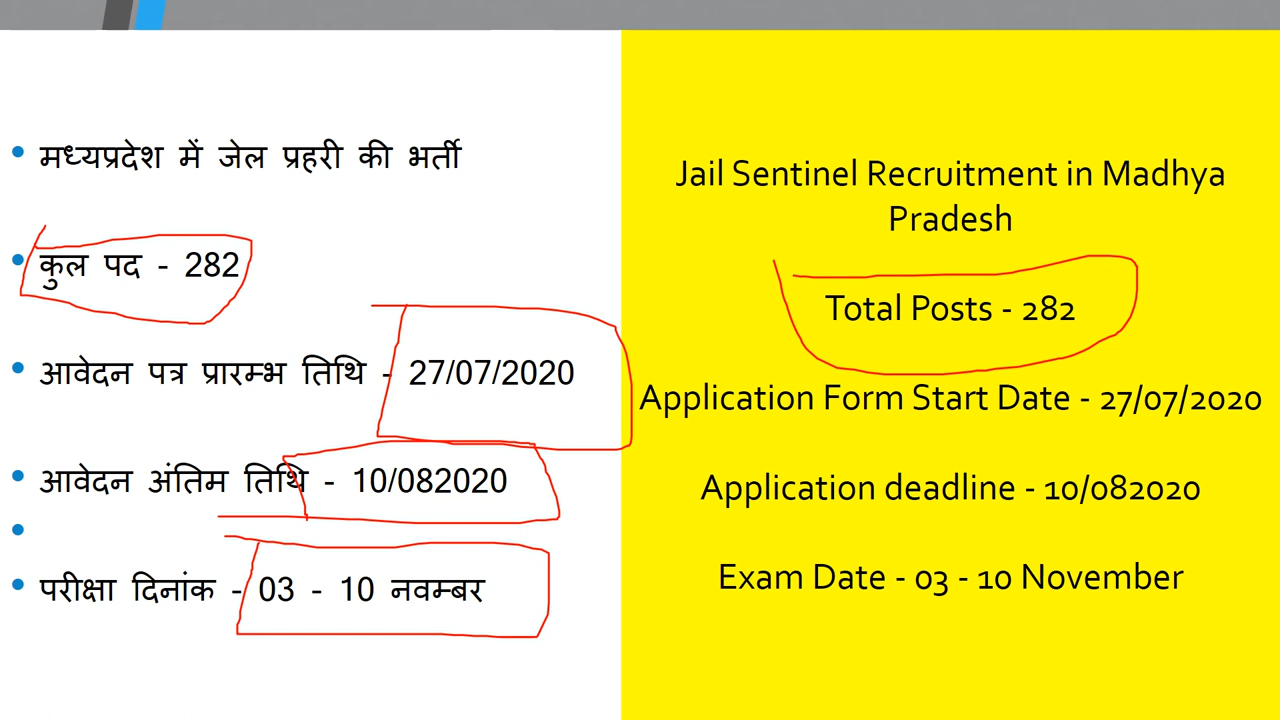 मध्यप्रदेश में जेल प्रहरी की भर्ती
कुल पद - 282
आवेदन पत्र प्रारम्भ तिथि - 27/07/2020
आवेदन अंतिम तिथि - 10/082020
परीक्षा दिनांक - 03 - 10 नवम्बर
Jail Sentinel Recruitment in Madhya
Pradesh
Total Posts - 282
Application Form Start Date - 27/07/2020
Application deadline - 10/082020
Exam Date - 03 - 10 November